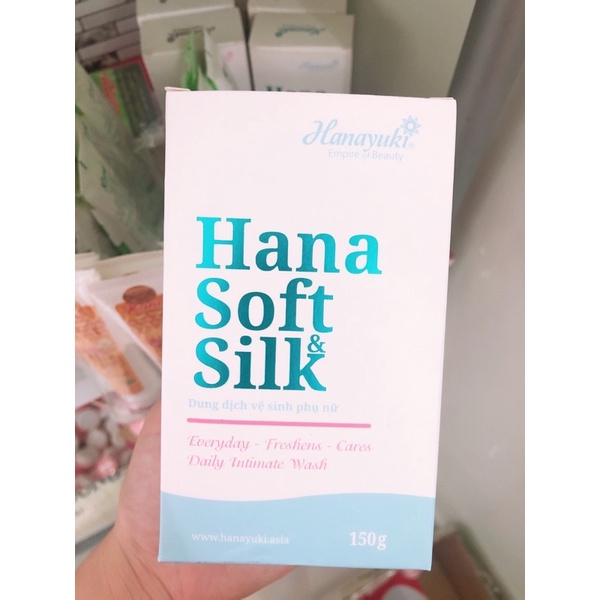 Hanayuki
Empire of Beauty
Hana
Soft
&
Silk
Dung dịch vệ sinh phụ nữ
Everyday - Freshens - Cares
Daily Intimate Wash
www.hanayuki.asia
150g